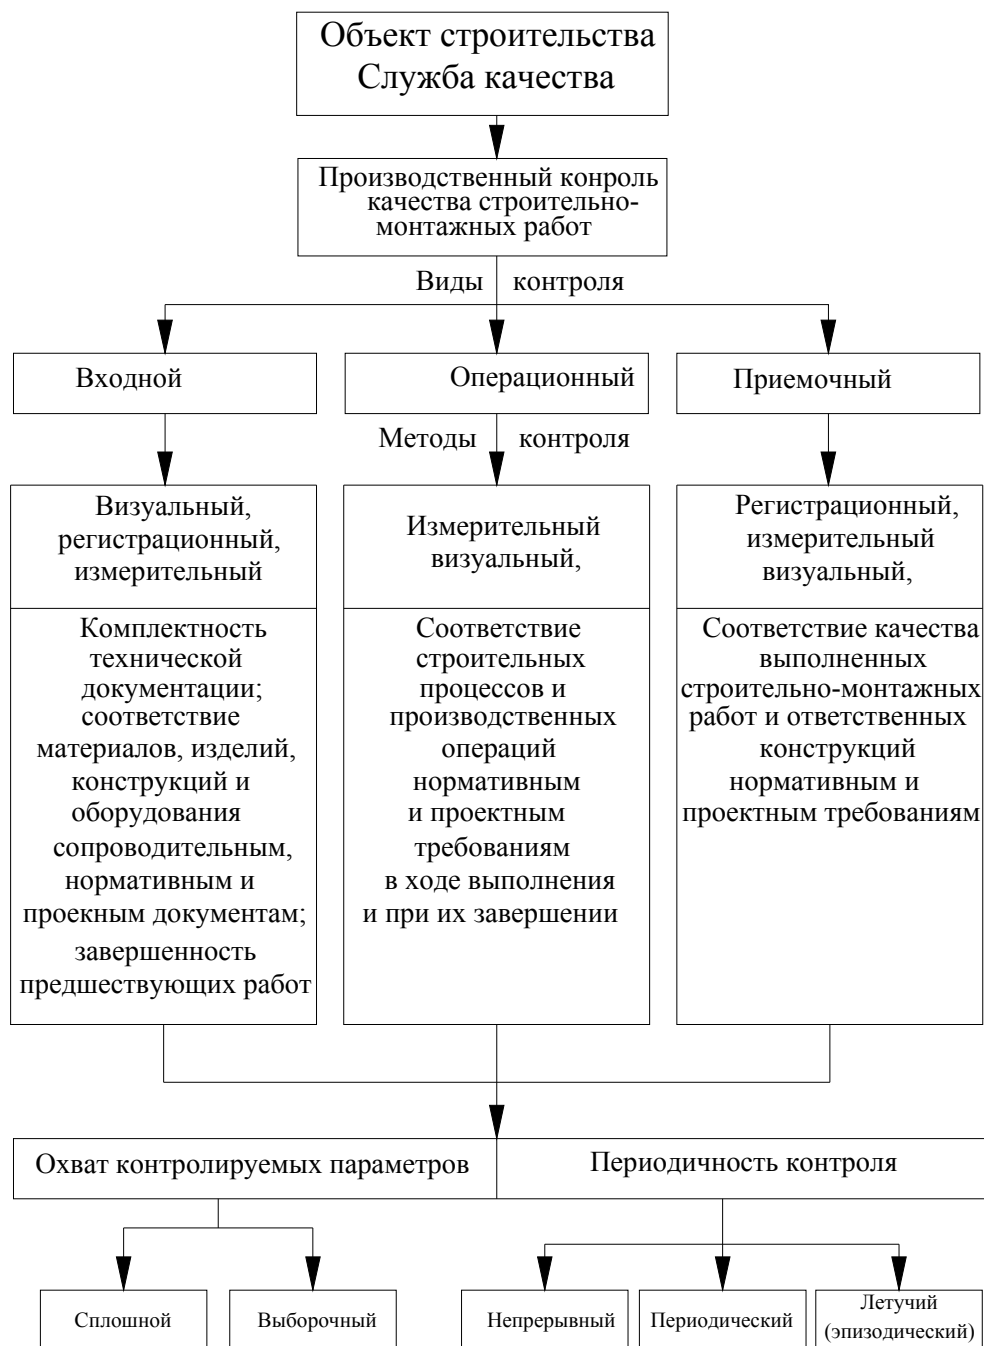 Объект строительства
Служба качества
Производственный конроль
качества строительно-
монтажных работ
Виды контроля
Входной
Операционный
Приемочный
Методы контроля
Визуальный,
регистрационный,
измерительный
Измерительный
визуальный,
Регистрационный,
измерительный
визуальный,
Комплектность
технической
документации;
соответствие
материалов, изделий,
конструкций и
оборудования
сопроводительным,
нормативным и
проекным документам;
завершенность
предшествующих работ
Соответствие
строительных
процессов и
производственных
операций
нормативным
и проектным
требованиям
в ходе выполнения
и при их завершении
Соответствие качества
выполненных
строительно-монтажных
работ и ответственных
конструкций
нормативным и
проектным требованиям
Охват контролируемых параметров
Периодичность контроля
Сплошной
Выборочный
Непрерывный
Периодический
Летучий
(эпизодический)